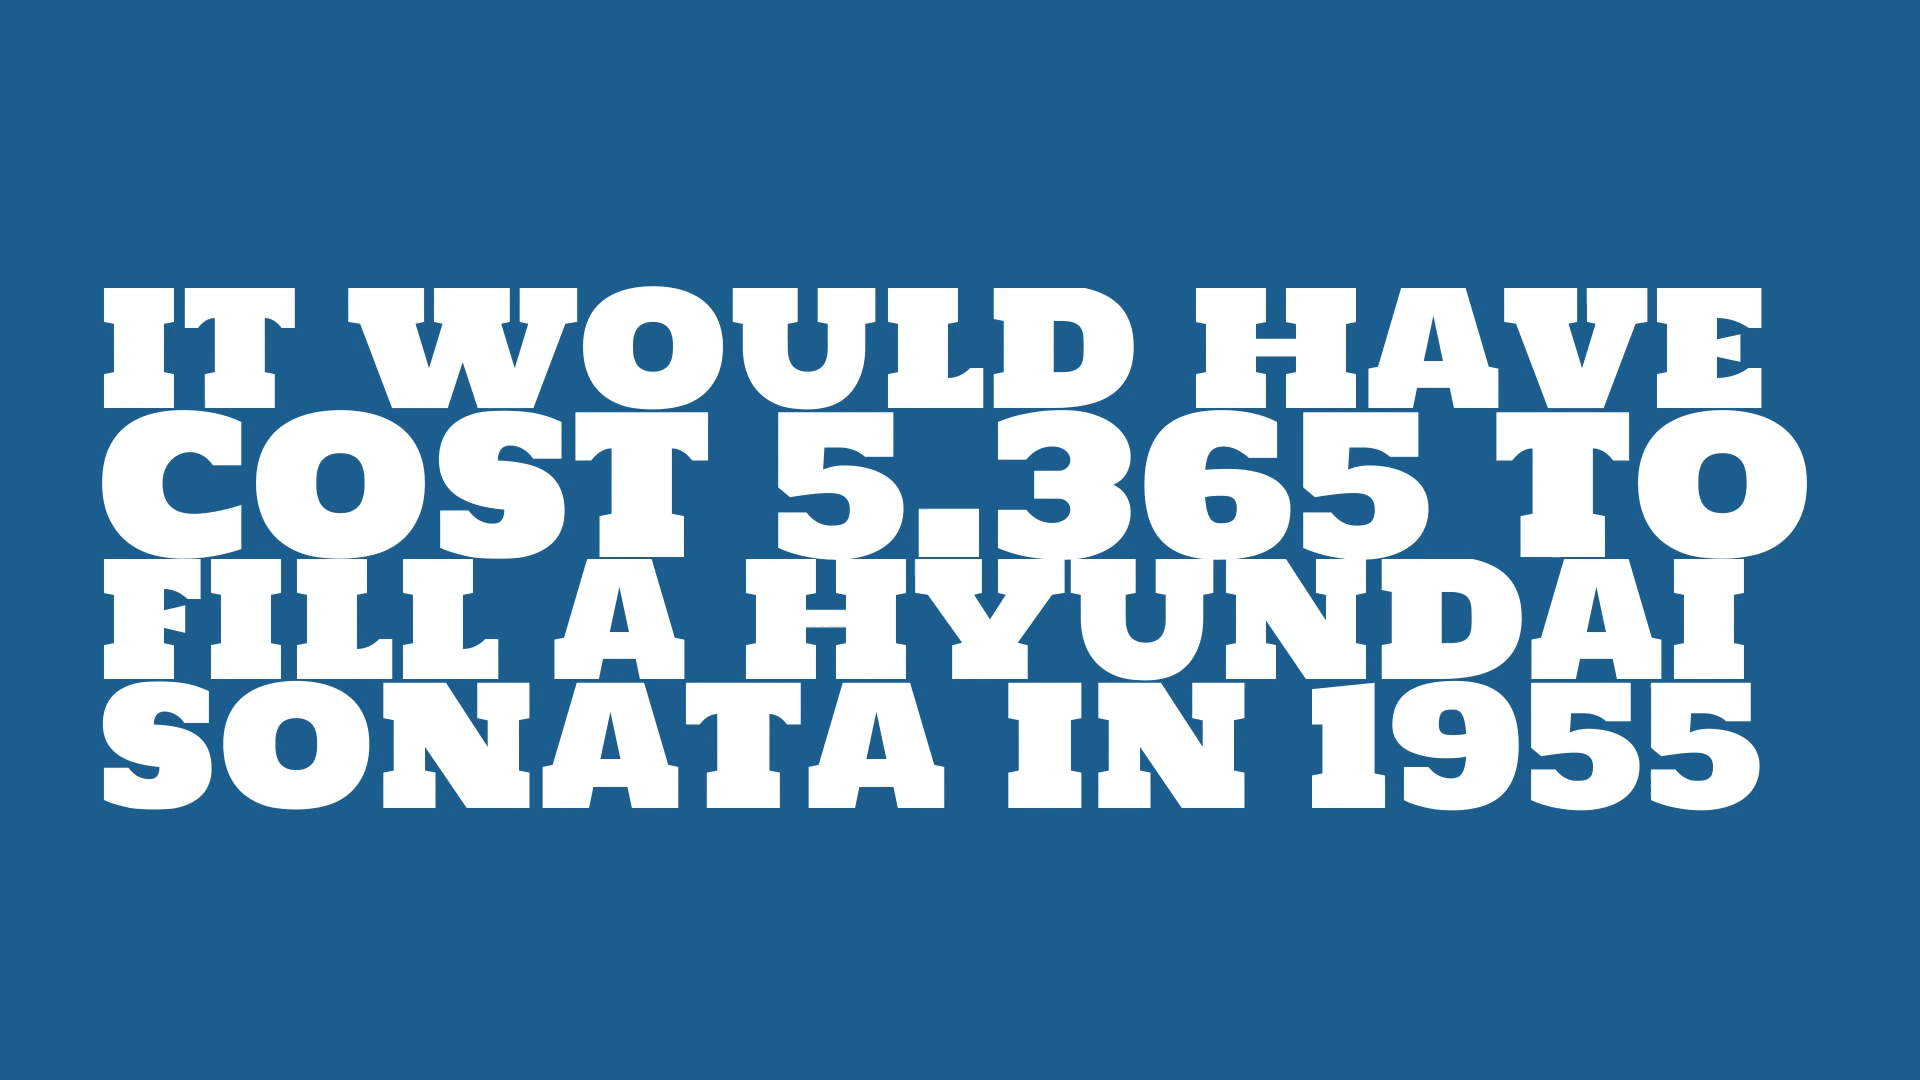 IT WOULD HAVE
COST 5.365 TO
FILL A HYUNDAI
SONATA IN 1955